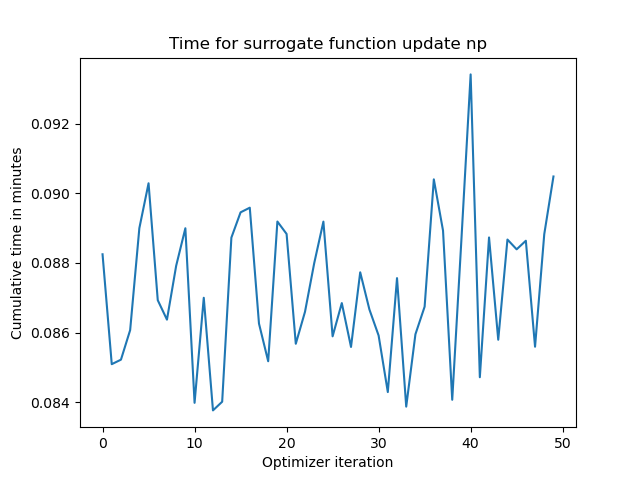 Time for surrogate function update np
Cumulative time in minutes
0.092
0.090
0.088
0.086
0.084
0 10 20 30 40 50
Optimizer iteration